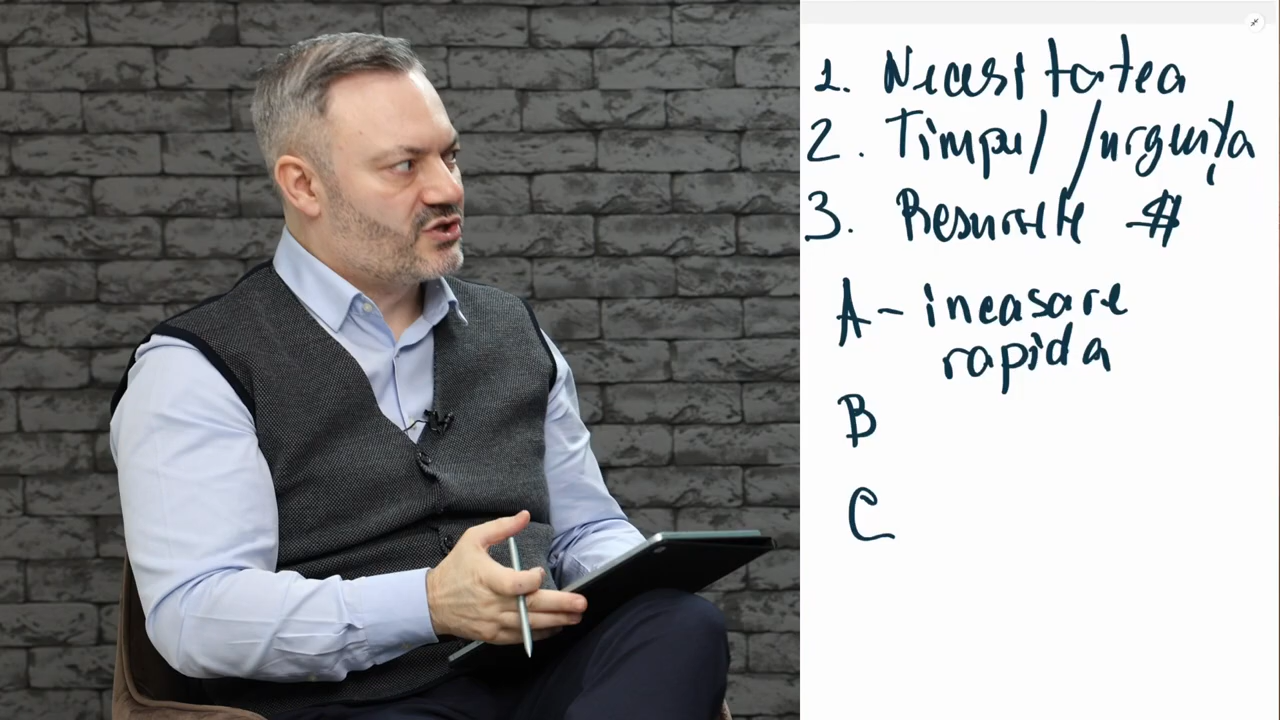 1. Necesitatea
2. Timpul / urgența
3. Resursele $
A - incasare
rapida
B
C